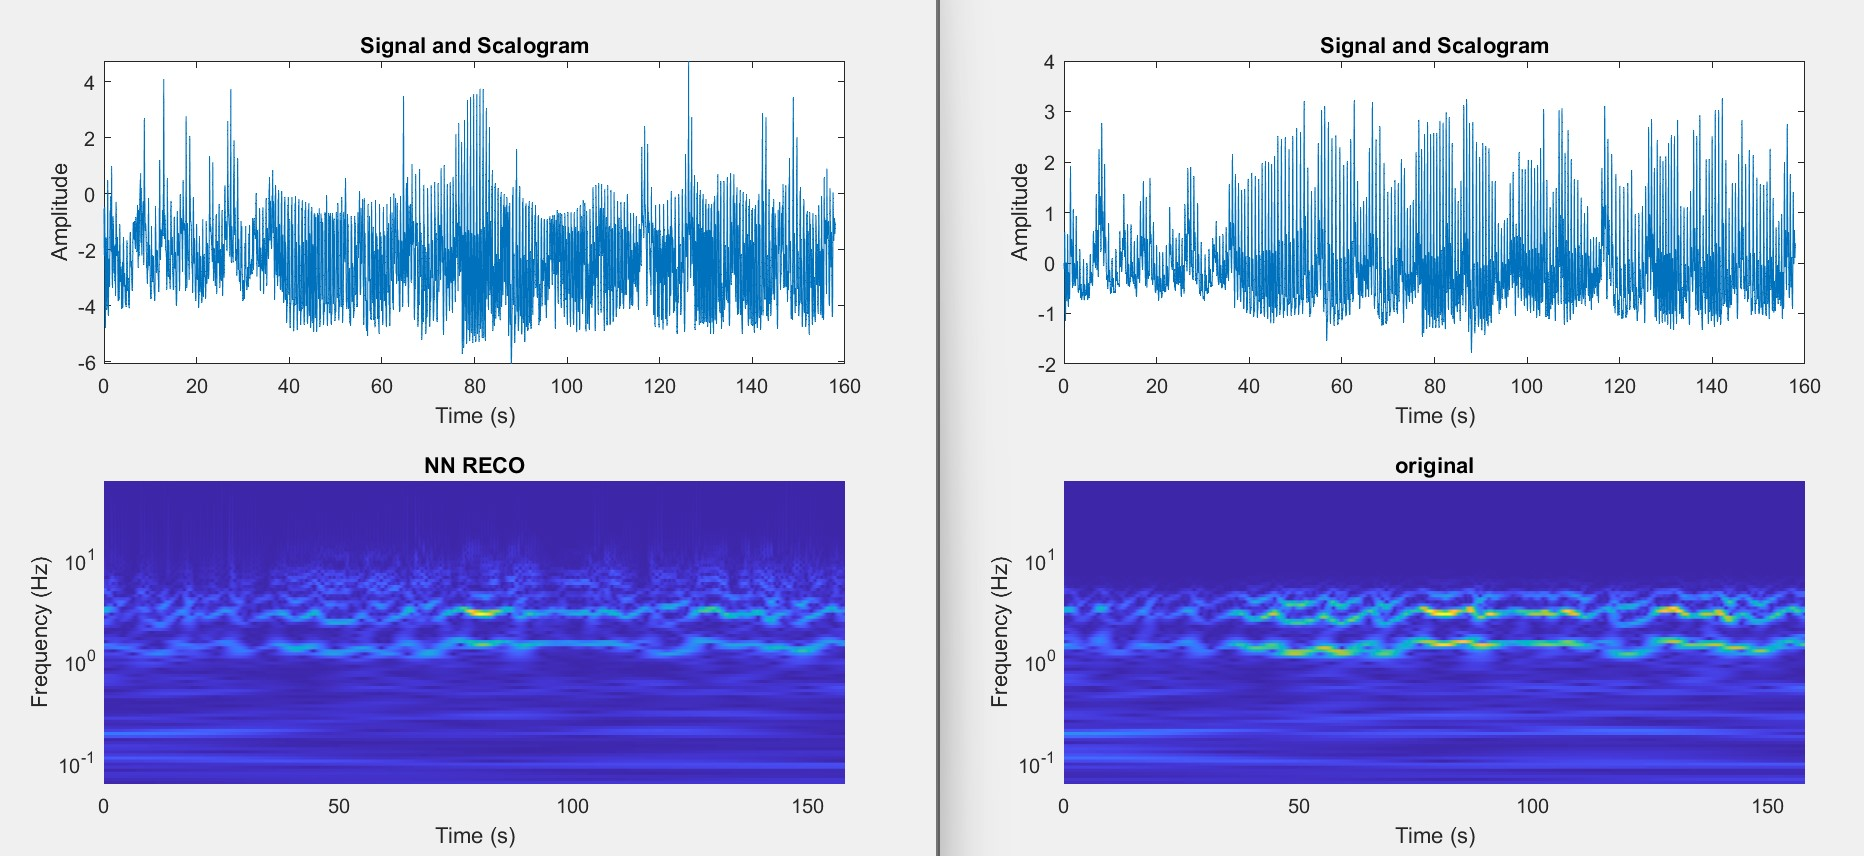 Signal and Scalogram
4
2
0
-2
-4
-6
Amplitude
0 20 40 60 80 100 120 140 160
Time (s)
NN RECO
10^1
10^0
10^-1
Frequency (Hz)
0 50 100 150
Time (s)
Signal and Scalogram
4
3
2
1
0
-1
-2
Amplitude
0 20 40 60 80 100 120 140 160
Time (s)
original
10^1
10^0
10^-1
Frequency (Hz)
0 50 100 150
Time (s)